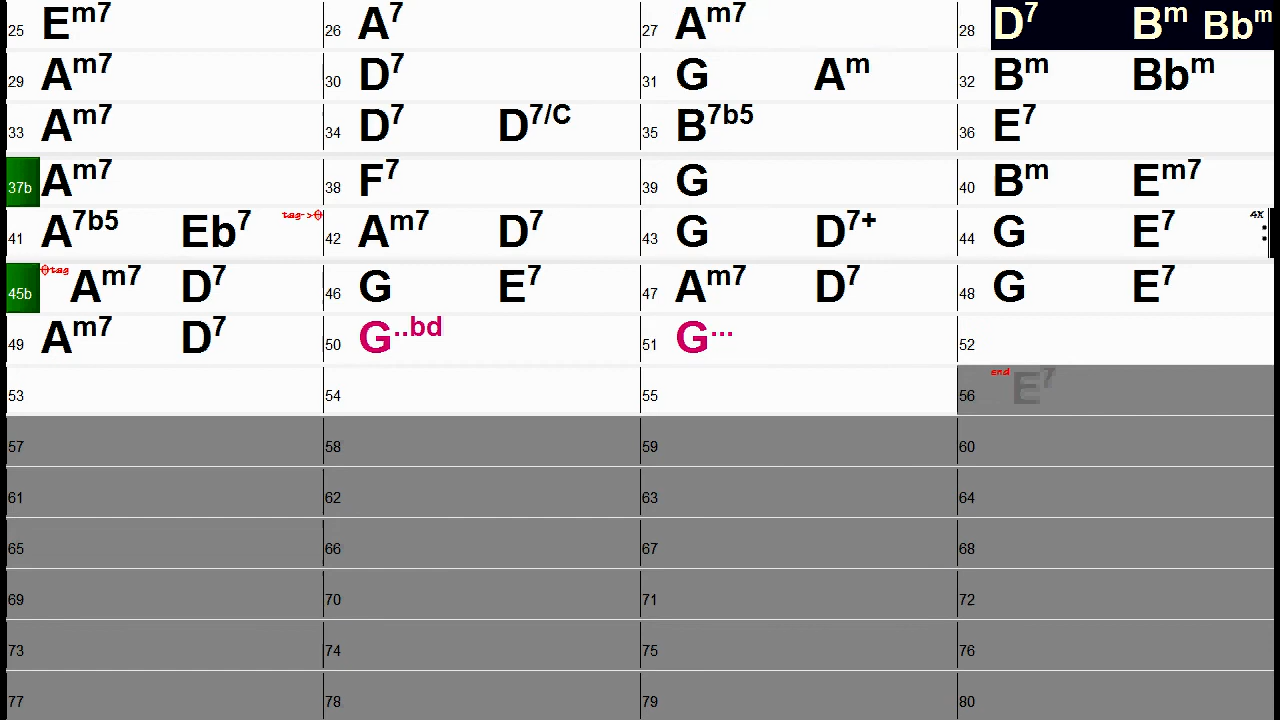 25 Em7 26 A7 27 Am7 28 D7 Bm Bbm
29 Am7 30 D7 31 G Am 32 Bm Bbm
33 Am7 34 D7 D7/C 35 B7b5 36 E7
37b Am7 38 F7 39 G 40 Bm Em7
41 A7b5 Eb7 tag-> 42 Am7 D7 43 G D7+ 44 G E7 4X :
45b tag Am7 D7 46 G E7 47 Am7 D7 48 G E7
49 Am7 D7 50 G..bd 51 G... 52
53 54 55 56 end E7
57 58 59 60
61 62 63 64
65 66 67 68
69 70 71 72
73 74 75 76
77 78 79 80